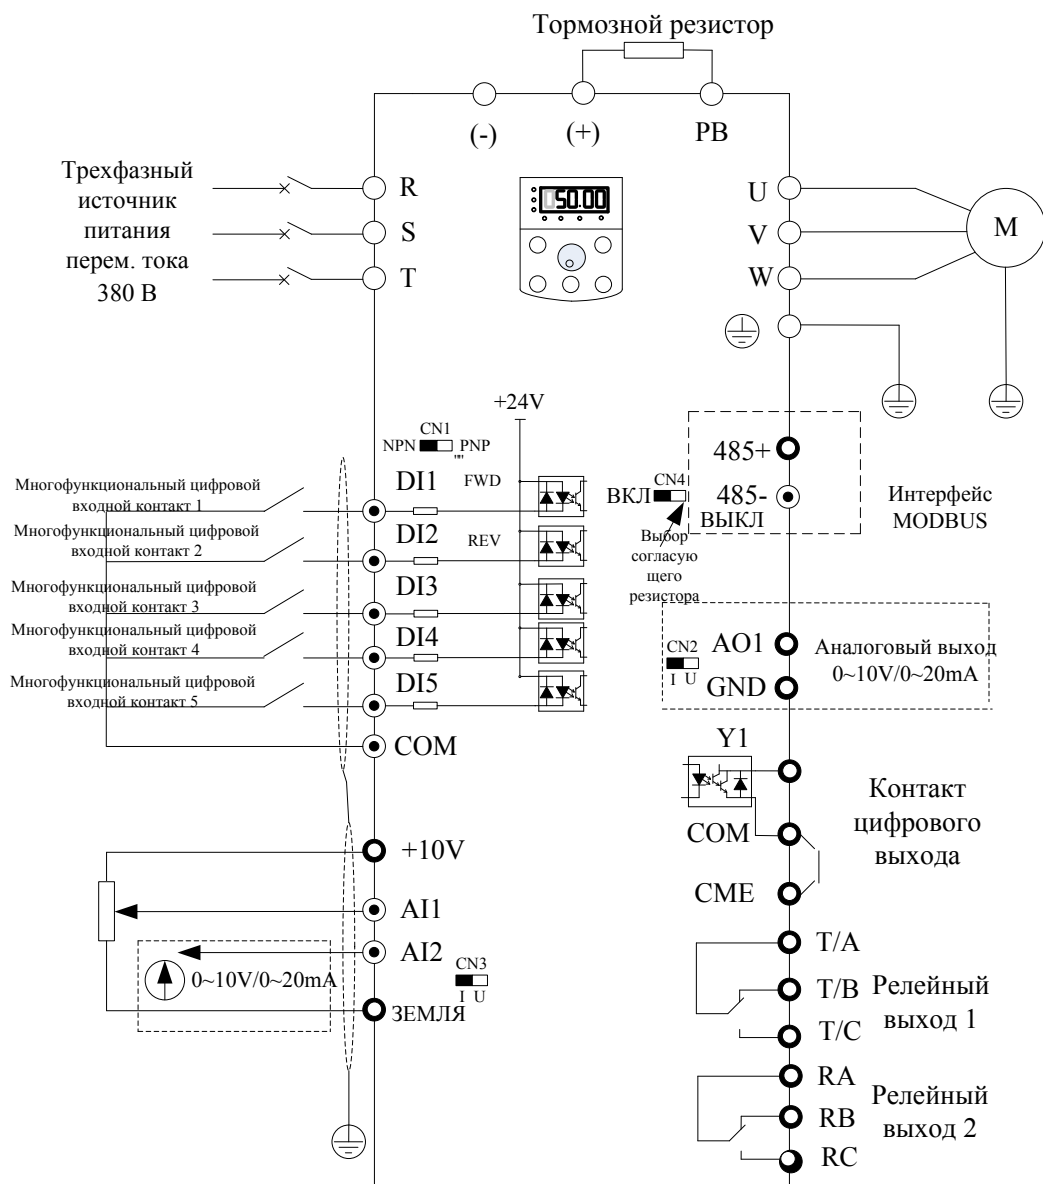 Тормозной резистор
(-)
(+)
PB
Трехфазный
источник
питания
перем. тока
380 В
R
S
T
50.00
U
V
W
M
+24V
CN1
NPN
PNP
""
DI1
FWD
DI2
REV
DI3
DI4
DI5
COM
Многофункциональный цифровой
входной контакт 1
Многофункциональный цифровой
входной контакт 2
Многофункциональный цифровой
входной контакт 3
Многофункциональный цифровой
входной контакт 4
Многофункциональный цифровой
входной контакт 5
485+
CN4
ВКЛ
485-
ВЫКЛ
Интерфейс
MODBUS
Выбор
согласую
щего
резистора
CN2
I U
AO1
GND
Аналоговый выход
0~10V/0~20mA
Y1
COM
CME
Контакт
цифрового
выхода
+10V
AI1
AI2
0~10V/0~20mA
CN3
I U
ЗЕМЛЯ
T/A
T/B
T/C
Релейный
выход 1
RA
RB
RC
Релейный
выход 2